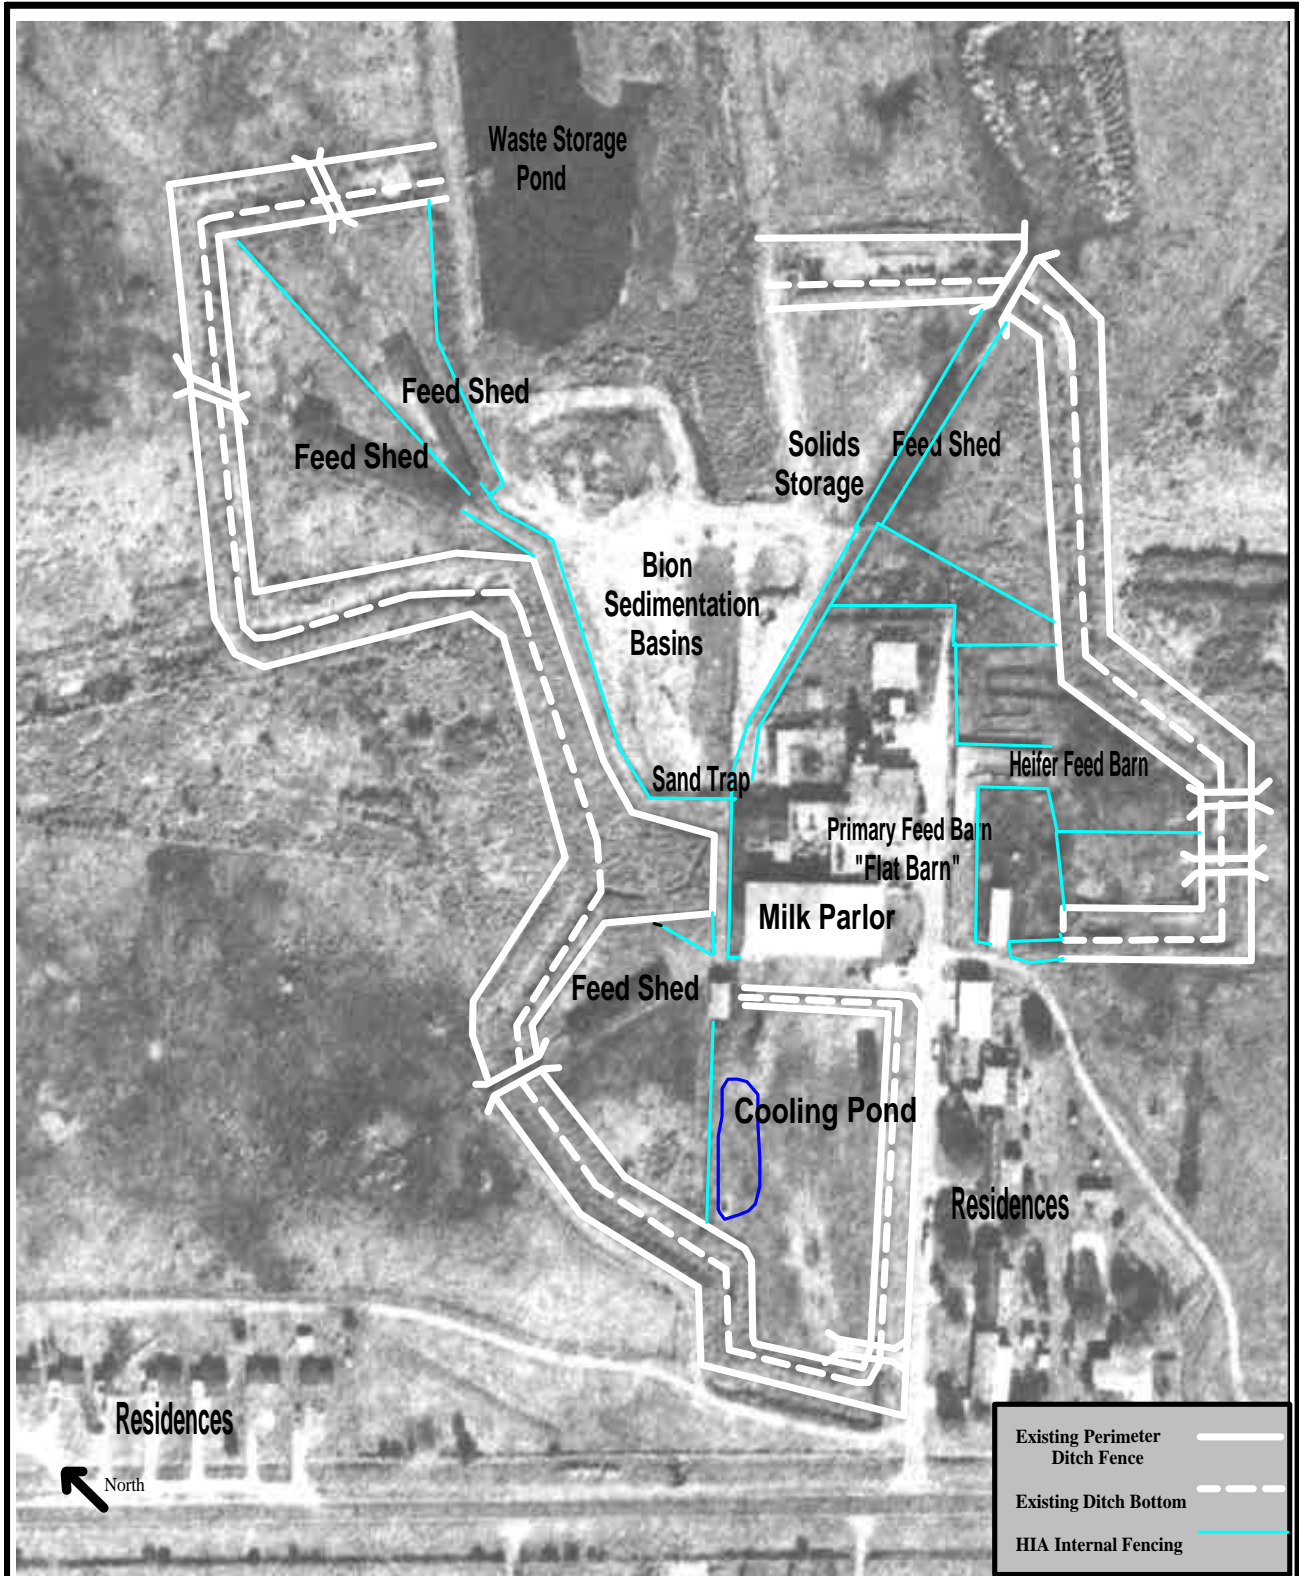 Waste Storage
Pond
Feed Shed
Feed Shed
Solids
Storage
Feed Shed
Bion
Sedimentation
Basins
Sand Trap
Heifer Feed Barn
Primary Feed Barn
"Flat Barn"
Milk Parlor
Feed Shed
Cooling Pond
Residences
Residences
North
Existing Perimeter
Ditch Fence
Existing Ditch Bottom
HIA Internal Fencing